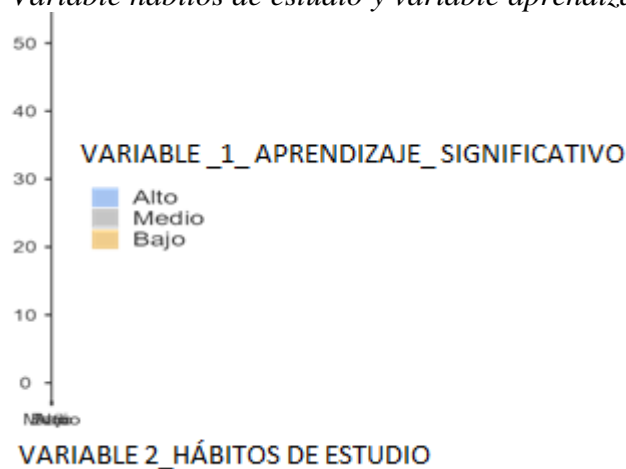 Variable hábitos de estudio y variable aprendiza
50
40
VARIABLE _1_ APRENDIZAJE_ SIGNIFICATIVO
30
Alto
Medio
20
Bajo
10
0
VARIABLE 2_HÁBITOS DE ESTUDIO